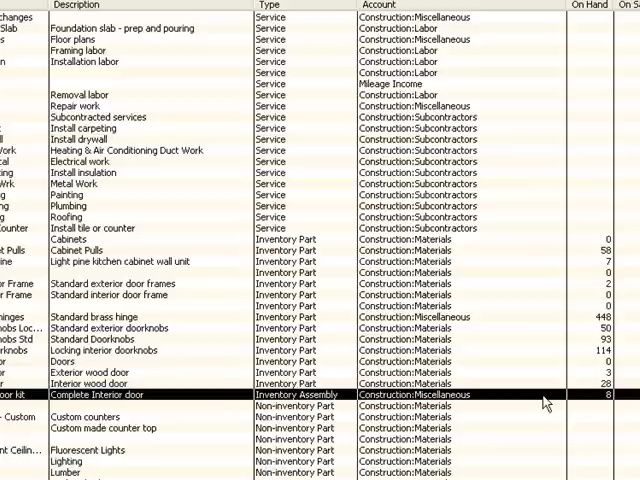 Description Type Account On Hand On Sa
changes Service Construction:Miscellaneous
Slab Foundation slab - prep and pouring Service Construction:Labor
s Floor plans Service Construction:Miscellaneous
Framing labor Service Construction:Labor
n Installation labor Service Construction:Labor
Service Construction:Labor
Service Mileage Income
Removal labor Service Construction:Labor
Repair work Service Construction:Miscellaneous
Subcontracted services Service Construction:Subcontractors
t Install carpeting Service Construction:Subcontractors
ll Install drywall Service Construction:Subcontractors
Work Heating & Air Conditioning Duct Work Service Construction:Subcontractors
cal Electrical work Service Construction:Subcontractors
ting Install insulation Service Construction:Subcontractors
Wrk Metal Work Service Construction:Subcontractors
ng Painting Service Construction:Subcontractors
ng Plumbing Service Construction:Subcontractors
g Roofing Service Construction:Subcontractors
Counter Install tile or counter Service Construction:Subcontractors
Cabinets Inventory Part Construction:Materials 0
et Pulls Cabinet Pulls Inventory Part Construction:Materials 58
ine Light pine kitchen cabinet wall unit Inventory Part Construction:Materials 7
Inventory Part Construction:Materials 0
or Frame Standard exterior door frames Inventory Part Construction:Materials 2
r Frame Standard interior door frame Inventory Part Construction:Materials 0
Inventory Part Construction:Materials 0
hinges Standard brass hinge Inventory Part Construction:Miscellaneous 448
nobs Loc... Standard exterior doorknobs Inventory Part Construction:Materials 50
nobs Std Standard Doorknobs Inventory Part Construction:Materials 93
orknobs Locking interior doorknobs Inventory Part Construction:Materials 114
or Doors Inventory Part Construction:Materials 0
r Exterior wood door Inventory Part Construction:Materials 3
r Interior wood door Inventory Part Construction:Materials 28
oor kit Complete Interior door Inventory Assembly Construction:Miscellaneous 8
Non-inventory Part Construction:Materials
- Custom Custom counters Non-inventory Part Construction:Materials
Custom made counter top Non-inventory Part Construction:Materials
Non-inventory Part Construction:Materials
nt Ceilin... Fluorescent Lights Non-inventory Part Construction:Materials
Lighting Non-inventory Part Construction:Materials
Lumber Non-inventory Part Construction:Materials